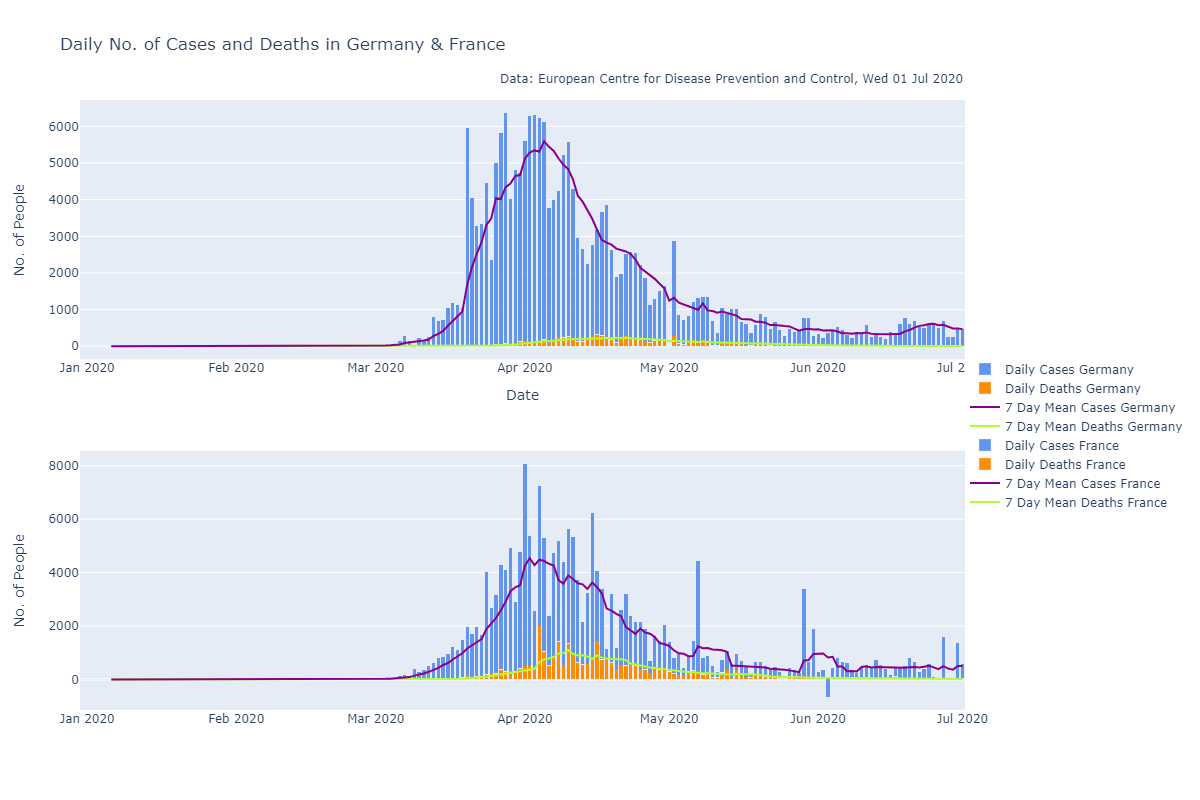 Daily No. of Cases and Deaths in Germany & France
Data: European Centre for Disease Prevention and Control, Wed 01 Jul 2020
No. of People
6000
5000
4000
3000
2000
1000
0
Jan 2020 Feb 2020 Mar 2020 Apr 2020 May 2020 Jun 2020 Jul 2
Date
Daily Cases Germany
Daily Deaths Germany
7 Day Mean Cases Germany
7 Day Mean Deaths Germany
Daily Cases France
Daily Deaths France
7 Day Mean Cases France
7 Day Mean Deaths France
No. of People
8000
6000
4000
2000
0
Jan 2020 Feb 2020 Mar 2020 Apr 2020 May 2020 Jun 2020 Jul 2020